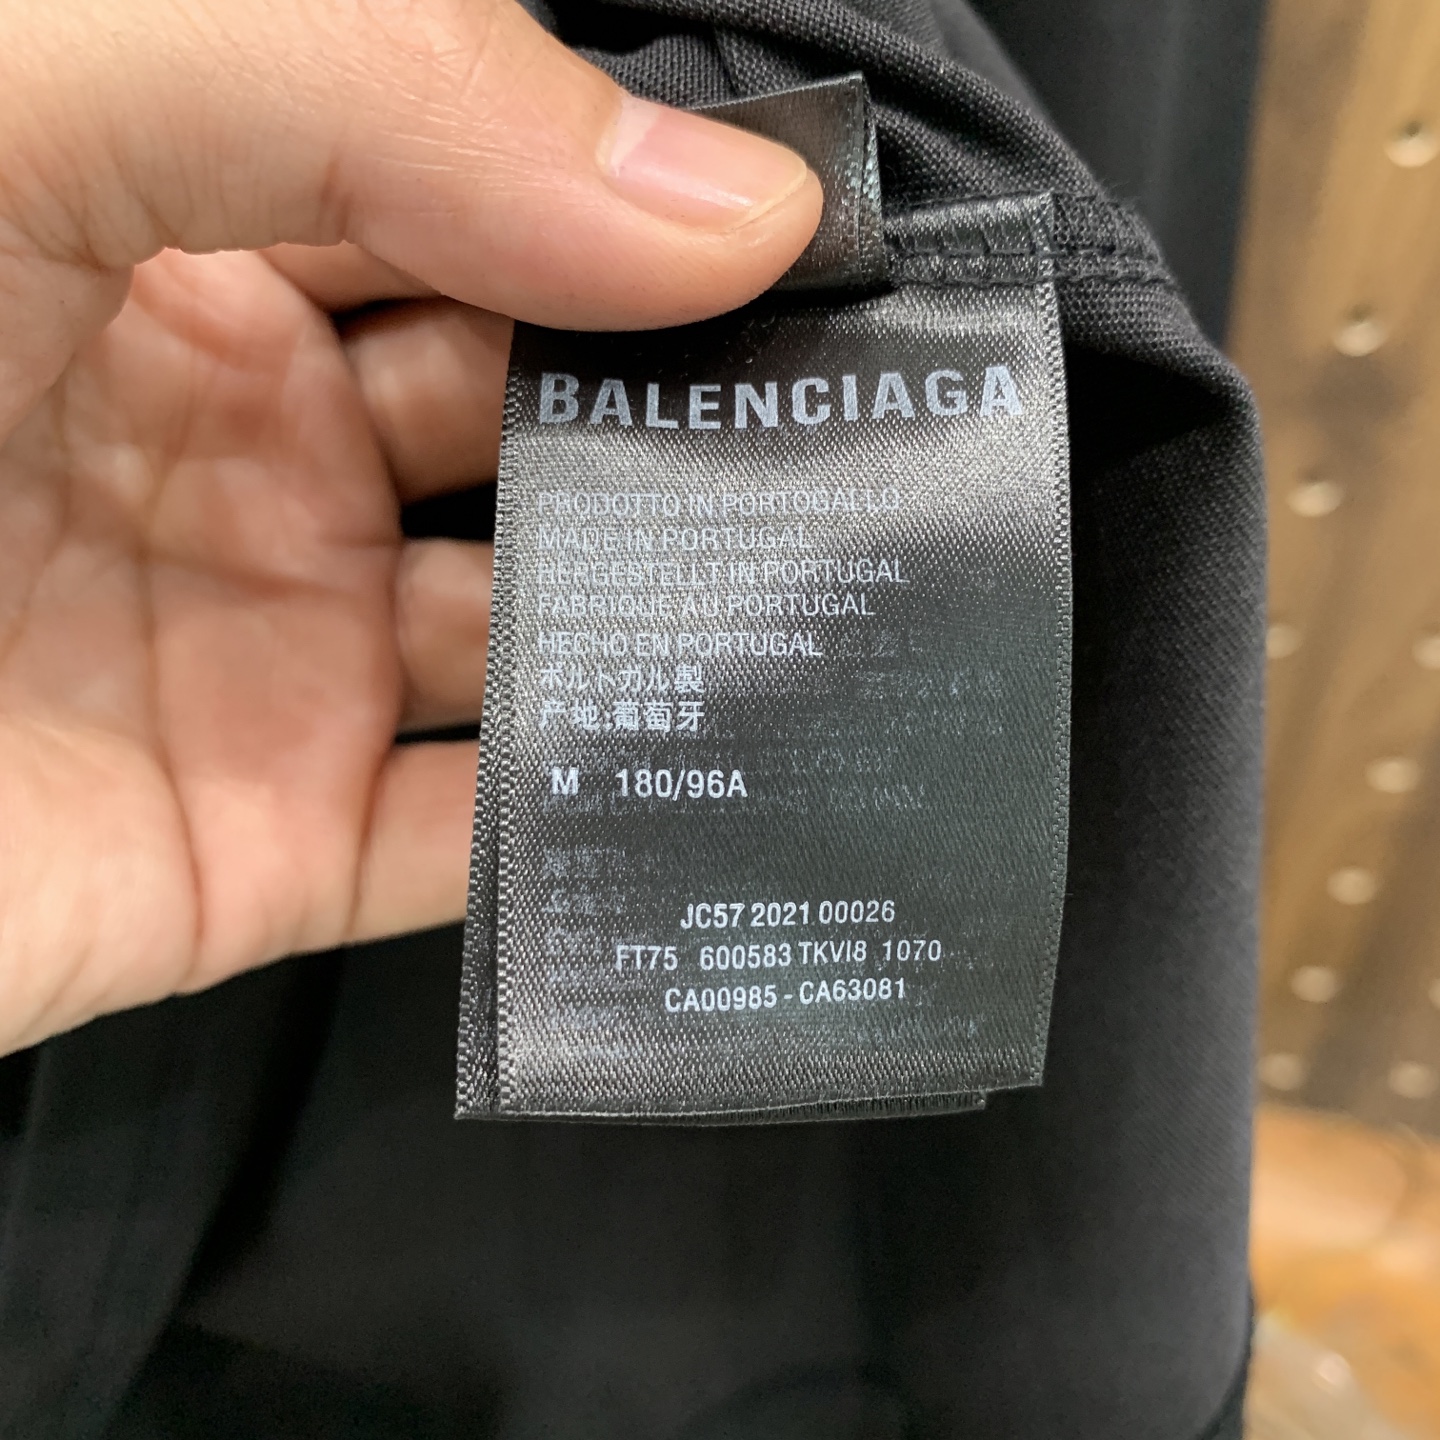 BALENCIAGA
PRODOTTO IN PORTOGALLO
MADE IN PORTUGAL
HERGESTELLT IN PORTUGAL
FABRIQUE AU PORTUGAL
HECHO EN PORTUGAL
ポルトガル製
产地:葡萄牙
M 180/96A
JC57 2021 00026
FT75 600583 TKVI8 1070
CA00985 - CA63081